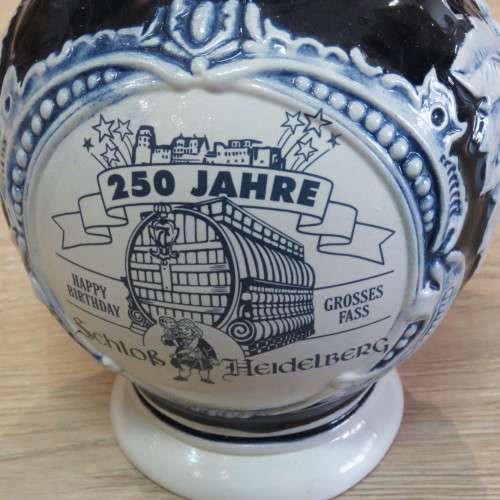 250 JAHRE
HAPPY
BIRTHDAY
GROSSES
FASS
Schloß Heidelberg